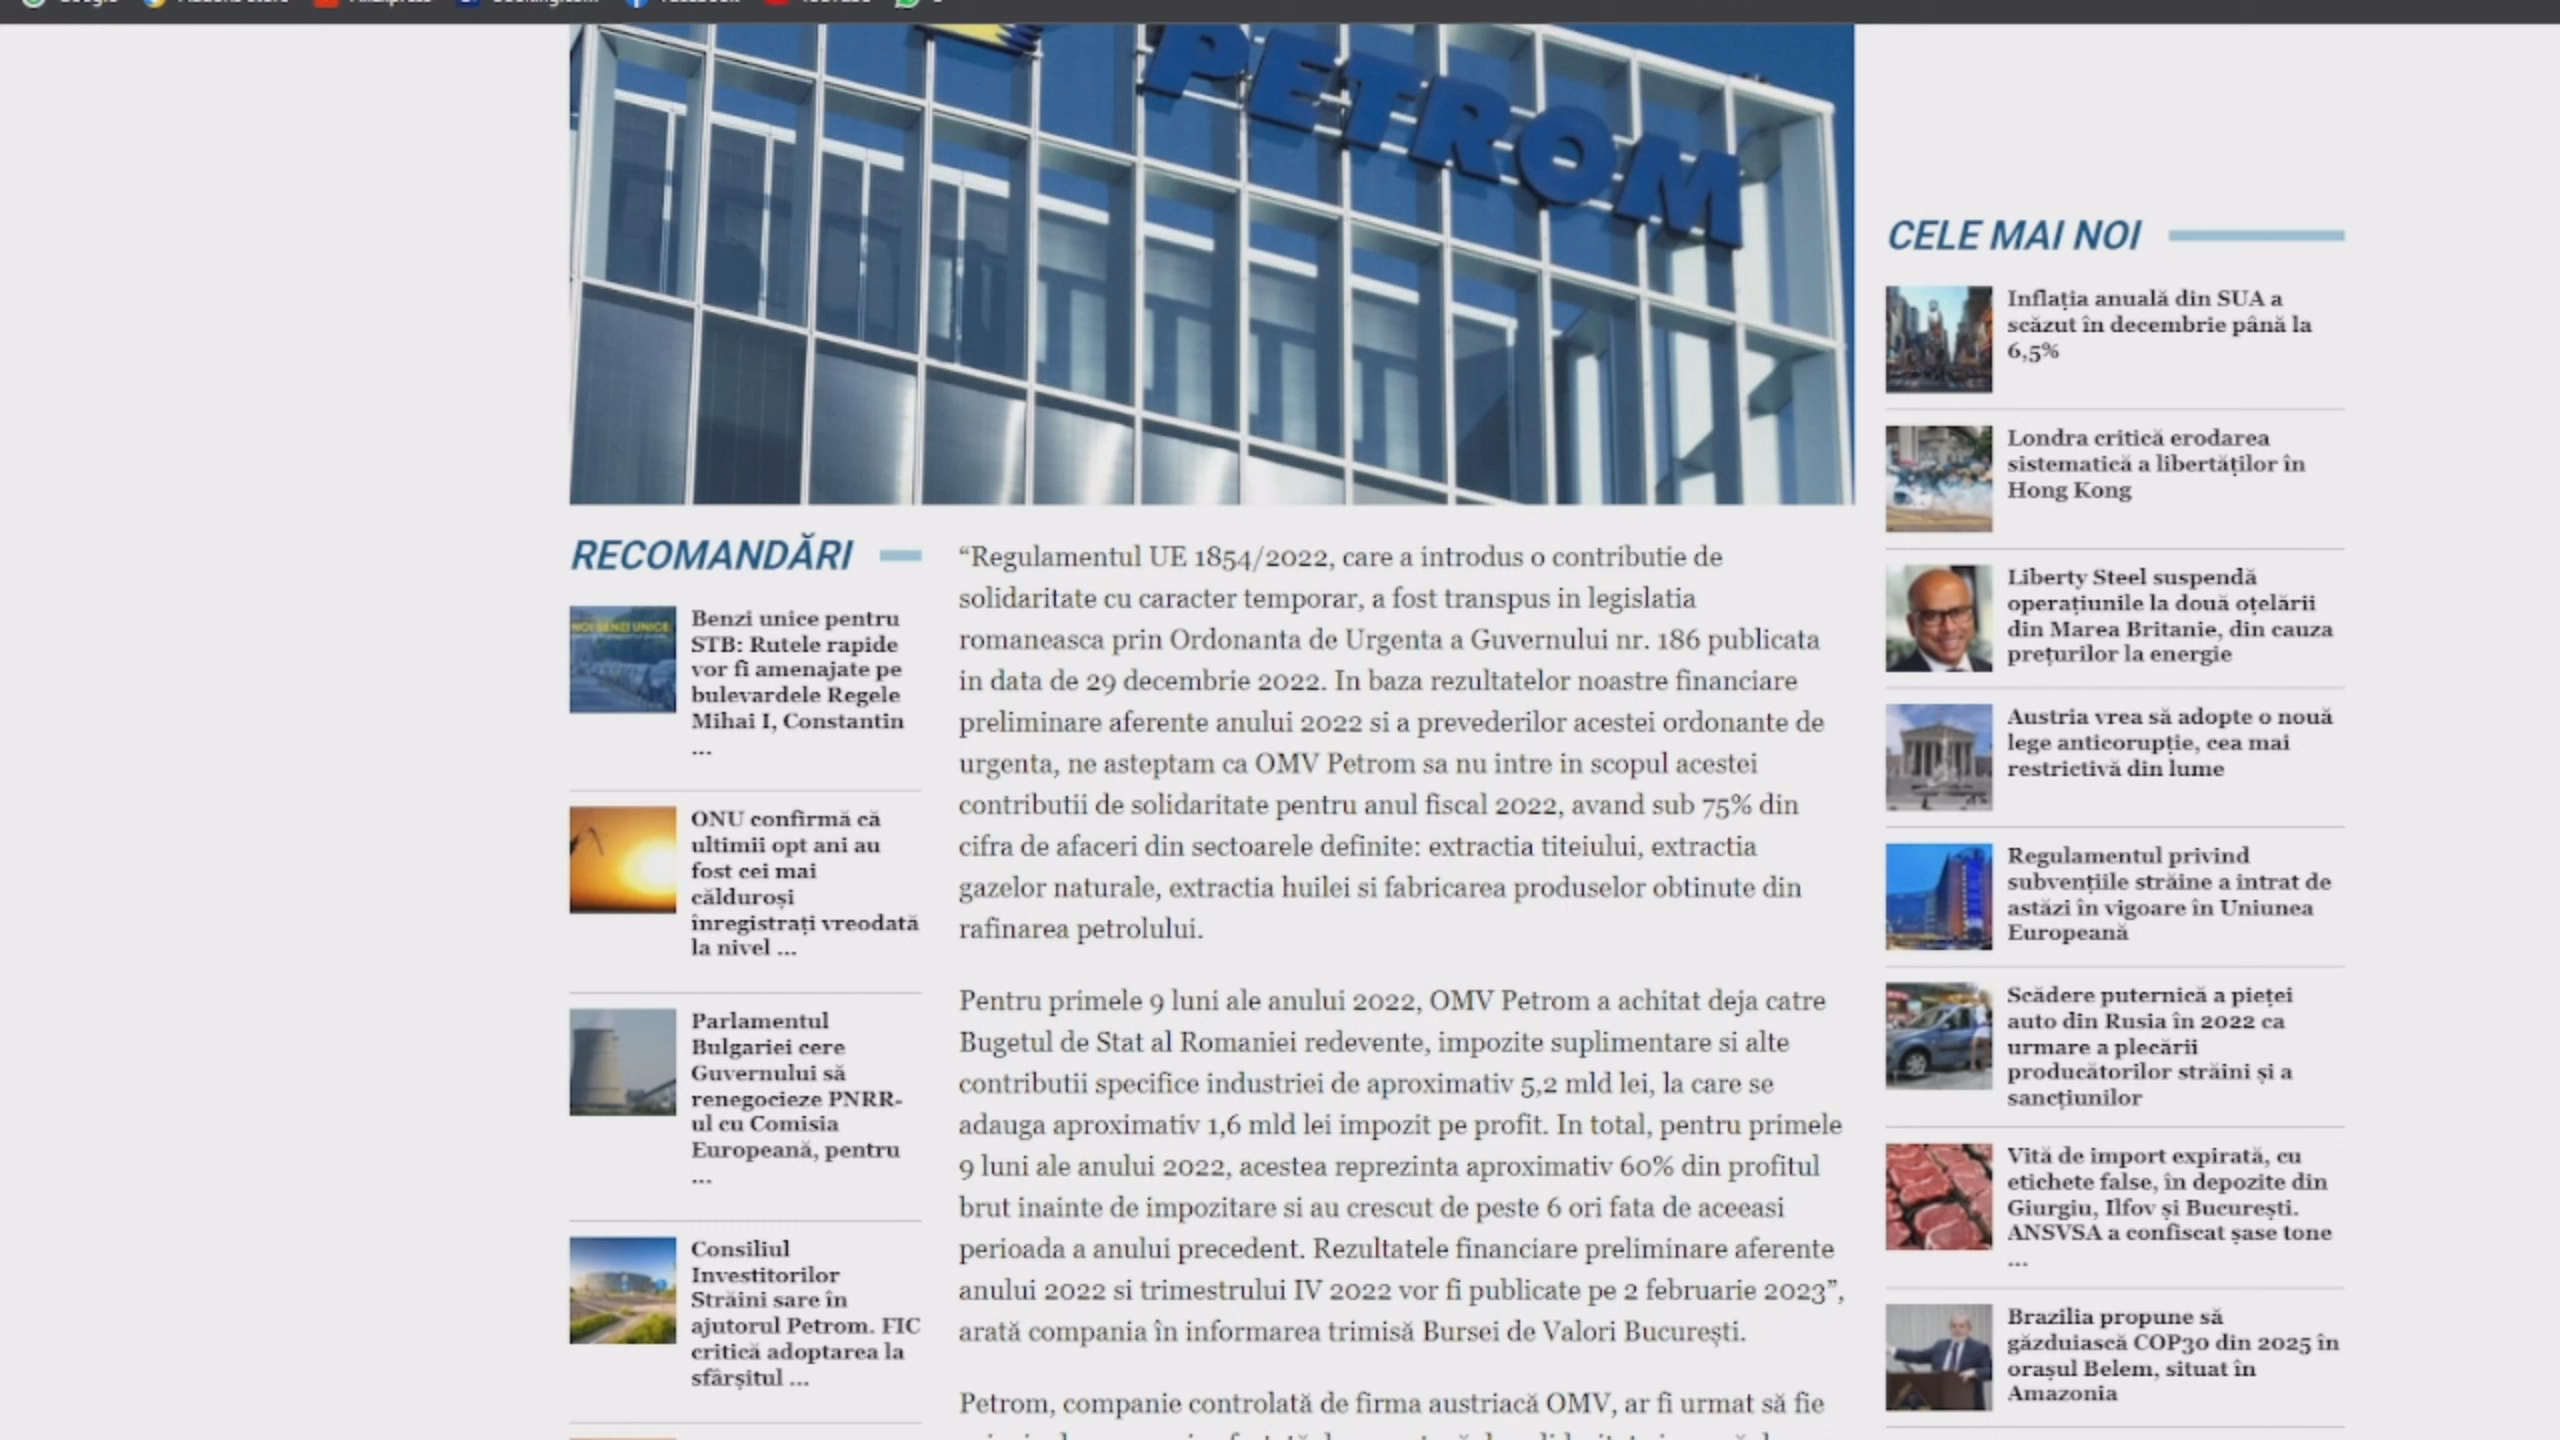 PETROM
RECOMANDĂRI
Benzi unice pentru
STB: Rutele rapide
vor fi amenajate pe
bulevardele Regele
Mihai I, Constantin
...
ONU confirmă că
ultimii opt ani au
fost cei mai
călduroși
înregistrați vreodată
la nivel ...
Parlamentul
Bulgariei cere
Guvernului să
renegocieze PNRR-
ul cu Comisia
Europeană, pentru
...
Consiliul
Investitorilor
Străini sare în
ajutorul Petrom. FIC
critică adoptarea la
sfârșitul ...
“Regulamentul UE 1854/2022, care a introdus o contributie de
solidaritate cu caracter temporar, a fost transpus in legislatia
romaneasca prin Ordonanta de Urgenta a Guvernului nr. 186 publicata
in data de 29 decembrie 2022. In baza rezultatelor noastre financiare
preliminare aferente anului 2022 si a prevederilor acestei ordonante de
urgenta, ne asteptam ca OMV Petrom sa nu intre in scopul acestei
contributii de solidaritate pentru anul fiscal 2022, avand sub 75% din
cifra de afaceri din sectoarele definite: extractia titeiului, extractia
gazelor naturale, extractia huilei si fabricarea produselor obtinute din
rafinarea petrolului.
Pentru primele 9 luni ale anului 2022, OMV Petrom a achitat deja catre
Bugetul de Stat al Romaniei redevente, impozite suplimentare si alte
contributii specifice industriei de aproximativ 5,2 mld lei, la care se
adauga aproximativ 1,6 mld lei impozit pe profit. In total, pentru primele
9 luni ale anului 2022, acestea reprezinta aproximativ 60% din profitul
brut inainte de impozitare si au crescut de peste 6 ori fata de aceeasi
perioada a anului precedent. Rezultatele financiare preliminare aferente
anului 2022 si trimestrului IV 2022 vor fi publicate pe 2 februarie 2023”,
arată compania în informarea trimisă Bursei de Valori București.
Petrom, companie controlată de firma austriacă OMV, ar fi urmat să fie
CELE MAI NOI
Inflația anuală din SUA a
scăzut în decembrie până la
6,5%
Londra critică erodarea
sistematică a libertăților în
Hong Kong
Liberty Steel suspendă
operațiunile la două oțelării
din Marea Britanie, din cauza
prețurilor la energie
Austria vrea să adopte o nouă
lege anticorupție, cea mai
restrictivă din lume
Regulamentul privind
subvențiile străine a intrat de
astăzi în vigoare în Uniunea
Europeană
Scădere puternică a pieței
auto din Rusia în 2022 ca
urmare a plecării
producătorilor străini și a
sancțiunilor
Vită de import expirată, cu
etichete false, în depozite din
Giurgiu, Ilfov și București.
ANSVSA a confiscat șase tone
...
Brazilia propune să
găzduiască COP30 din 2025 în
orașul Belem, situat în
Amazonia